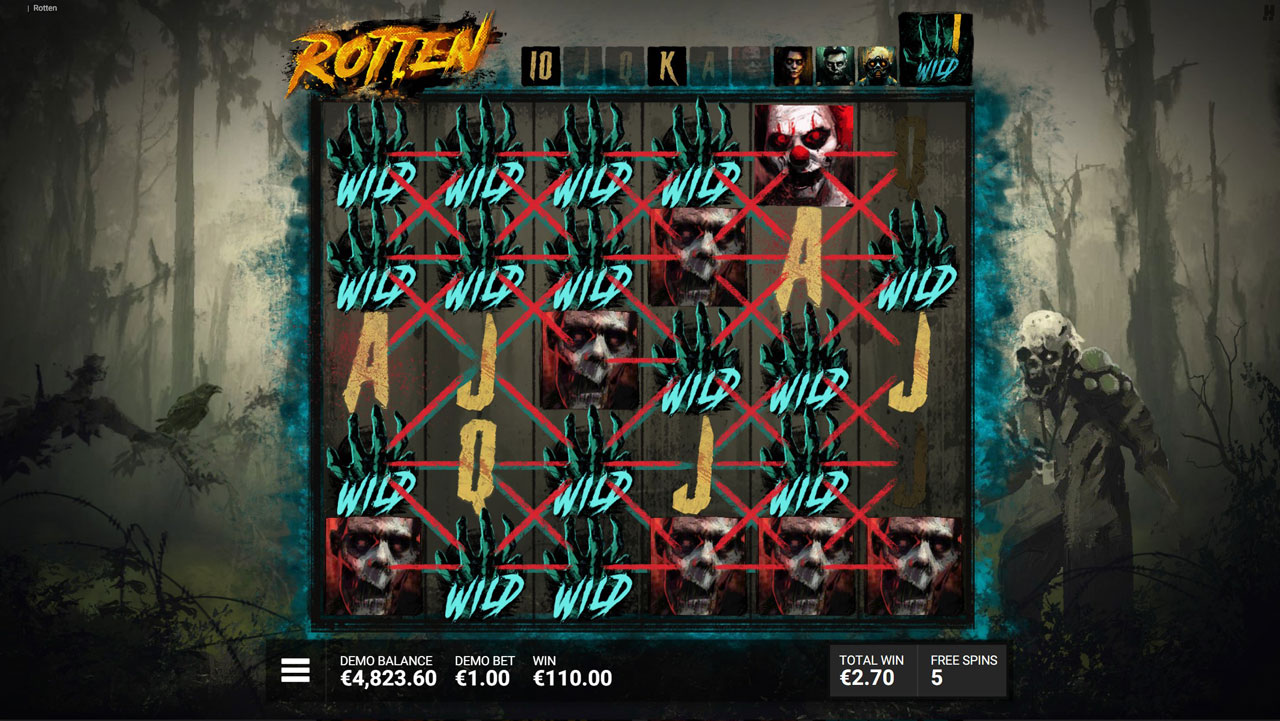 | Rotten
ROTTEN
10 J Q K A WILD
WILD WILD WILD WILD Q
WILD WILD WILD A WILD
A J WILD WILD J
WILD Q WILD J WILD J
WILD WILD
DEMO BALANCE DEMO BET WIN TOTAL WIN FREE SPINS
€4,823.60 €1.00 €110.00 €2.70 5